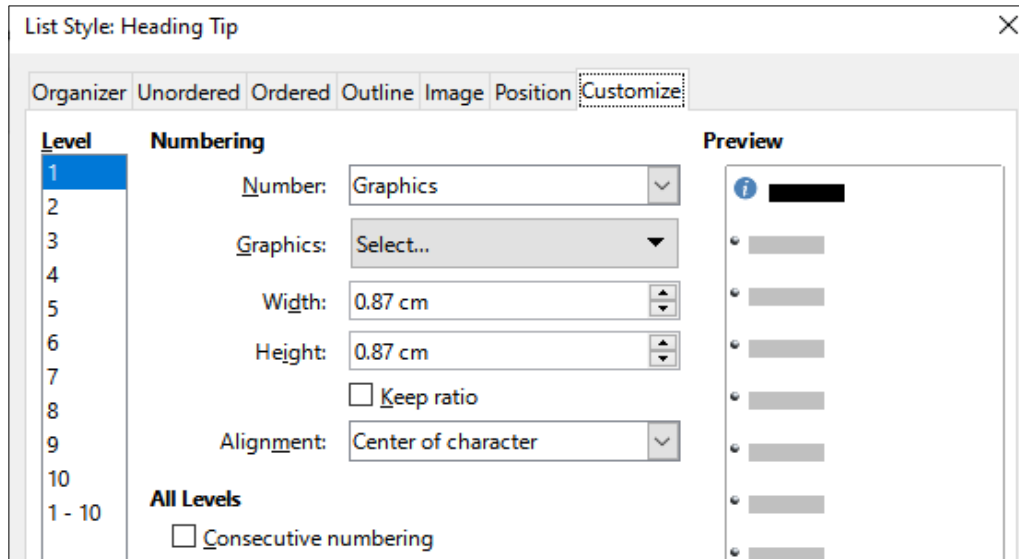 List Style: Heading Tip
Organizer Unordered Ordered Outline Image Position Customize
Level
1
2
3
4
5
6
7
8
9
10
1 - 10
Numbering
Number: Graphics
Graphics: Select...
Width: 0.87 cm
Height: 0.87 cm
Keep ratio
Alignment: Center of character
All Levels
Consecutive numbering
Preview
i